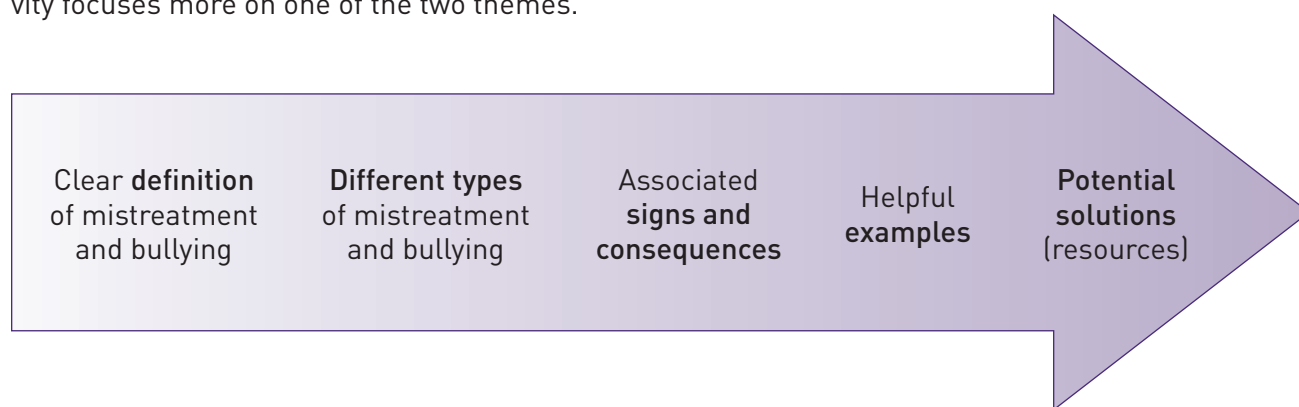 vity focuses more on one of the two themes.
Clear definition
of mistreatment
and bullying
Different types
of mistreatment
and bullying
Associated
signs and
consequences
Helpful
examples
Potential
solutions
(resources)